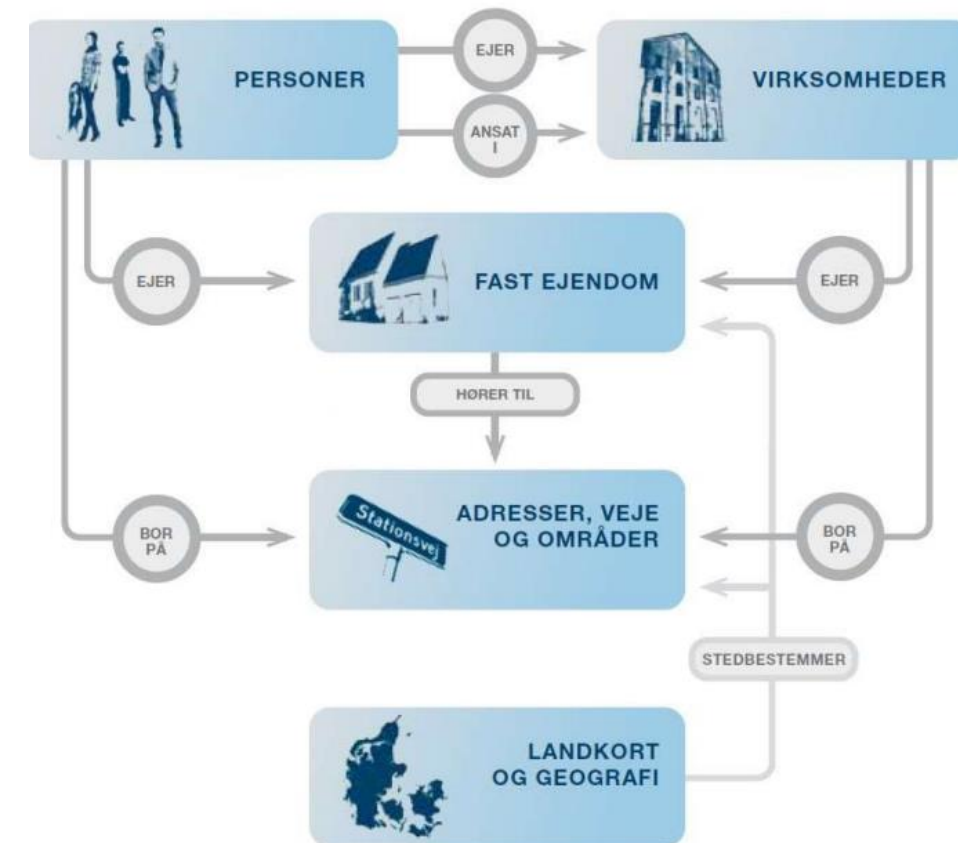 EJER
PERSONER
VIRKSOMHEDER
ANSAT
I
EJER
FAST EJENDOM
EJER
HØRER TIL
Stationsvej
ADRESSER, VEJE
OG OMRÅDER
BOR
PÅ
BOR
PÅ
STEDBESTEMMER
LANDKORT
OG GEOGRAFI